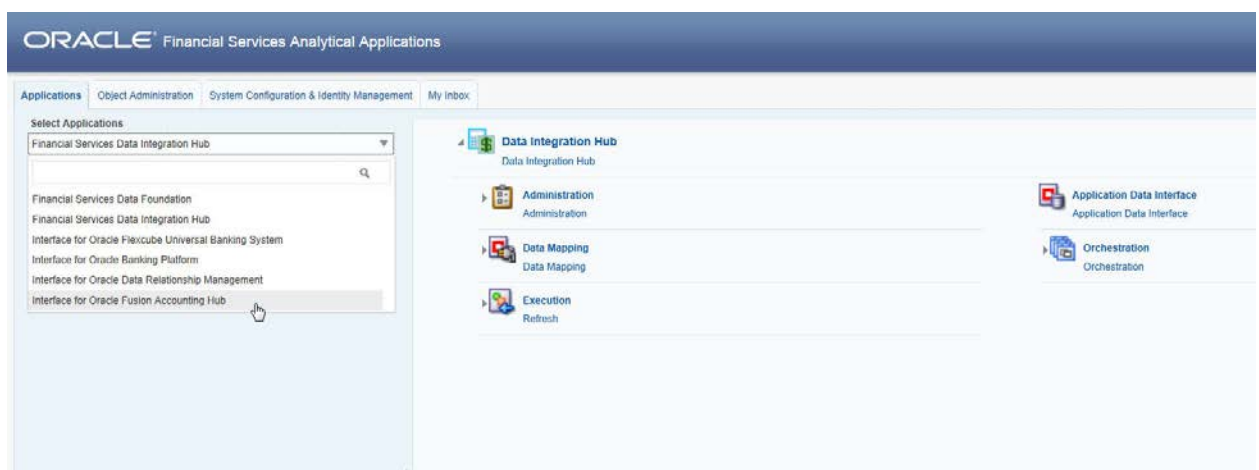 ORACLE® Financial Services Analytical Applications
Applications Object Administration System Configuration & Identity Management My Inbox
Select Applications
Financial Services Data Integration Hub
Financial Services Data Foundation
Financial Services Data Integration Hub
Interface for Oracle Flexcube Universal Banking System
Interface for Oracle Banking Platform
Interface for Oracle Data Relationship Management
Interface for Oracle Fusion Accounting Hub
Data Integration Hub
Data Integration Hub
Administration
Administration
Application Data Interface
Application Data Interface
Data Mapping
Data Mapping
Orchestration
Orchestration
Execution
Refresh